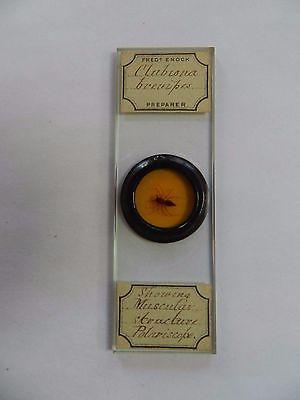 FREDK ENOCK
Clubiona
brevipes.
PREPARER
Showing
Muscular
structure
Polariscope.